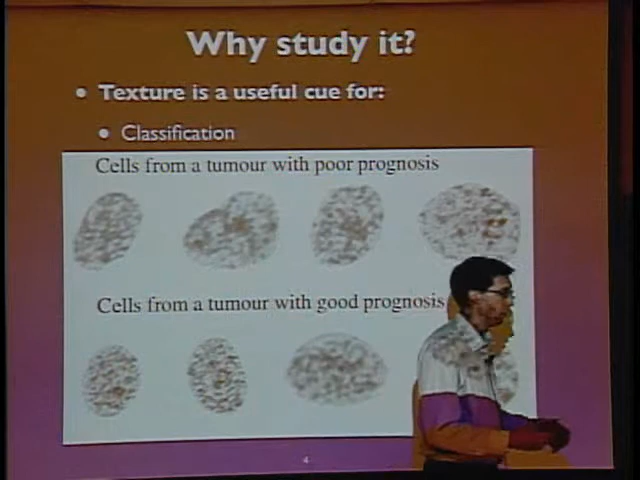 Why study it?
• Texture is a useful cue for:
• Classification
Cells from a tumour with poor prognosis
Cells from a tumour with good prognosis
4